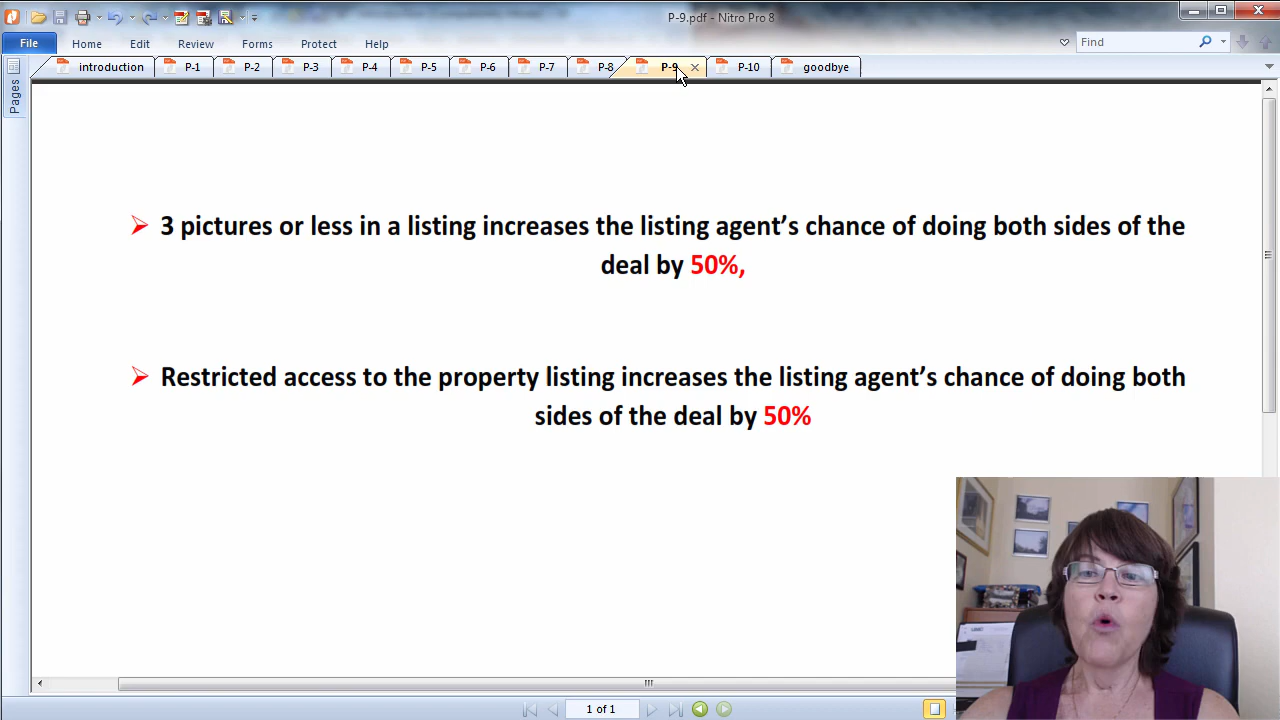 P-9.pdf - Nitro Pro 8
File Home Edit Review Forms Protect Help Find
introduction P-1 P-2 P-3 P-4 P-5 P-6 P-7 P-8 P-9 P-10 goodbye
Pages
3 pictures or less in a listing increases the listing agent’s chance of doing both sides of the
deal by 50%,
Restricted access to the property listing increases the listing agent’s chance of doing both
sides of the deal by 50%
1 of 1